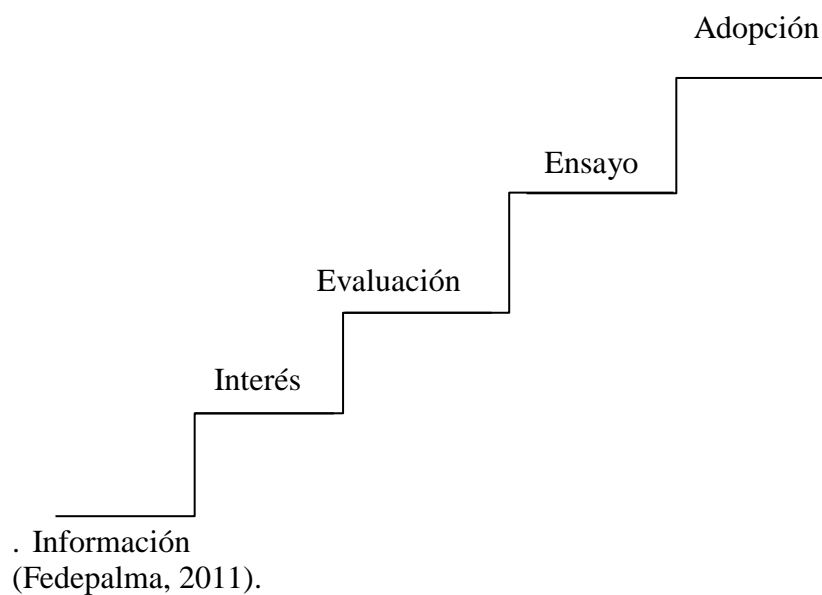 Adopción
Ensayo
Evaluación
Interés
. Información
(Fedepalma, 2011).